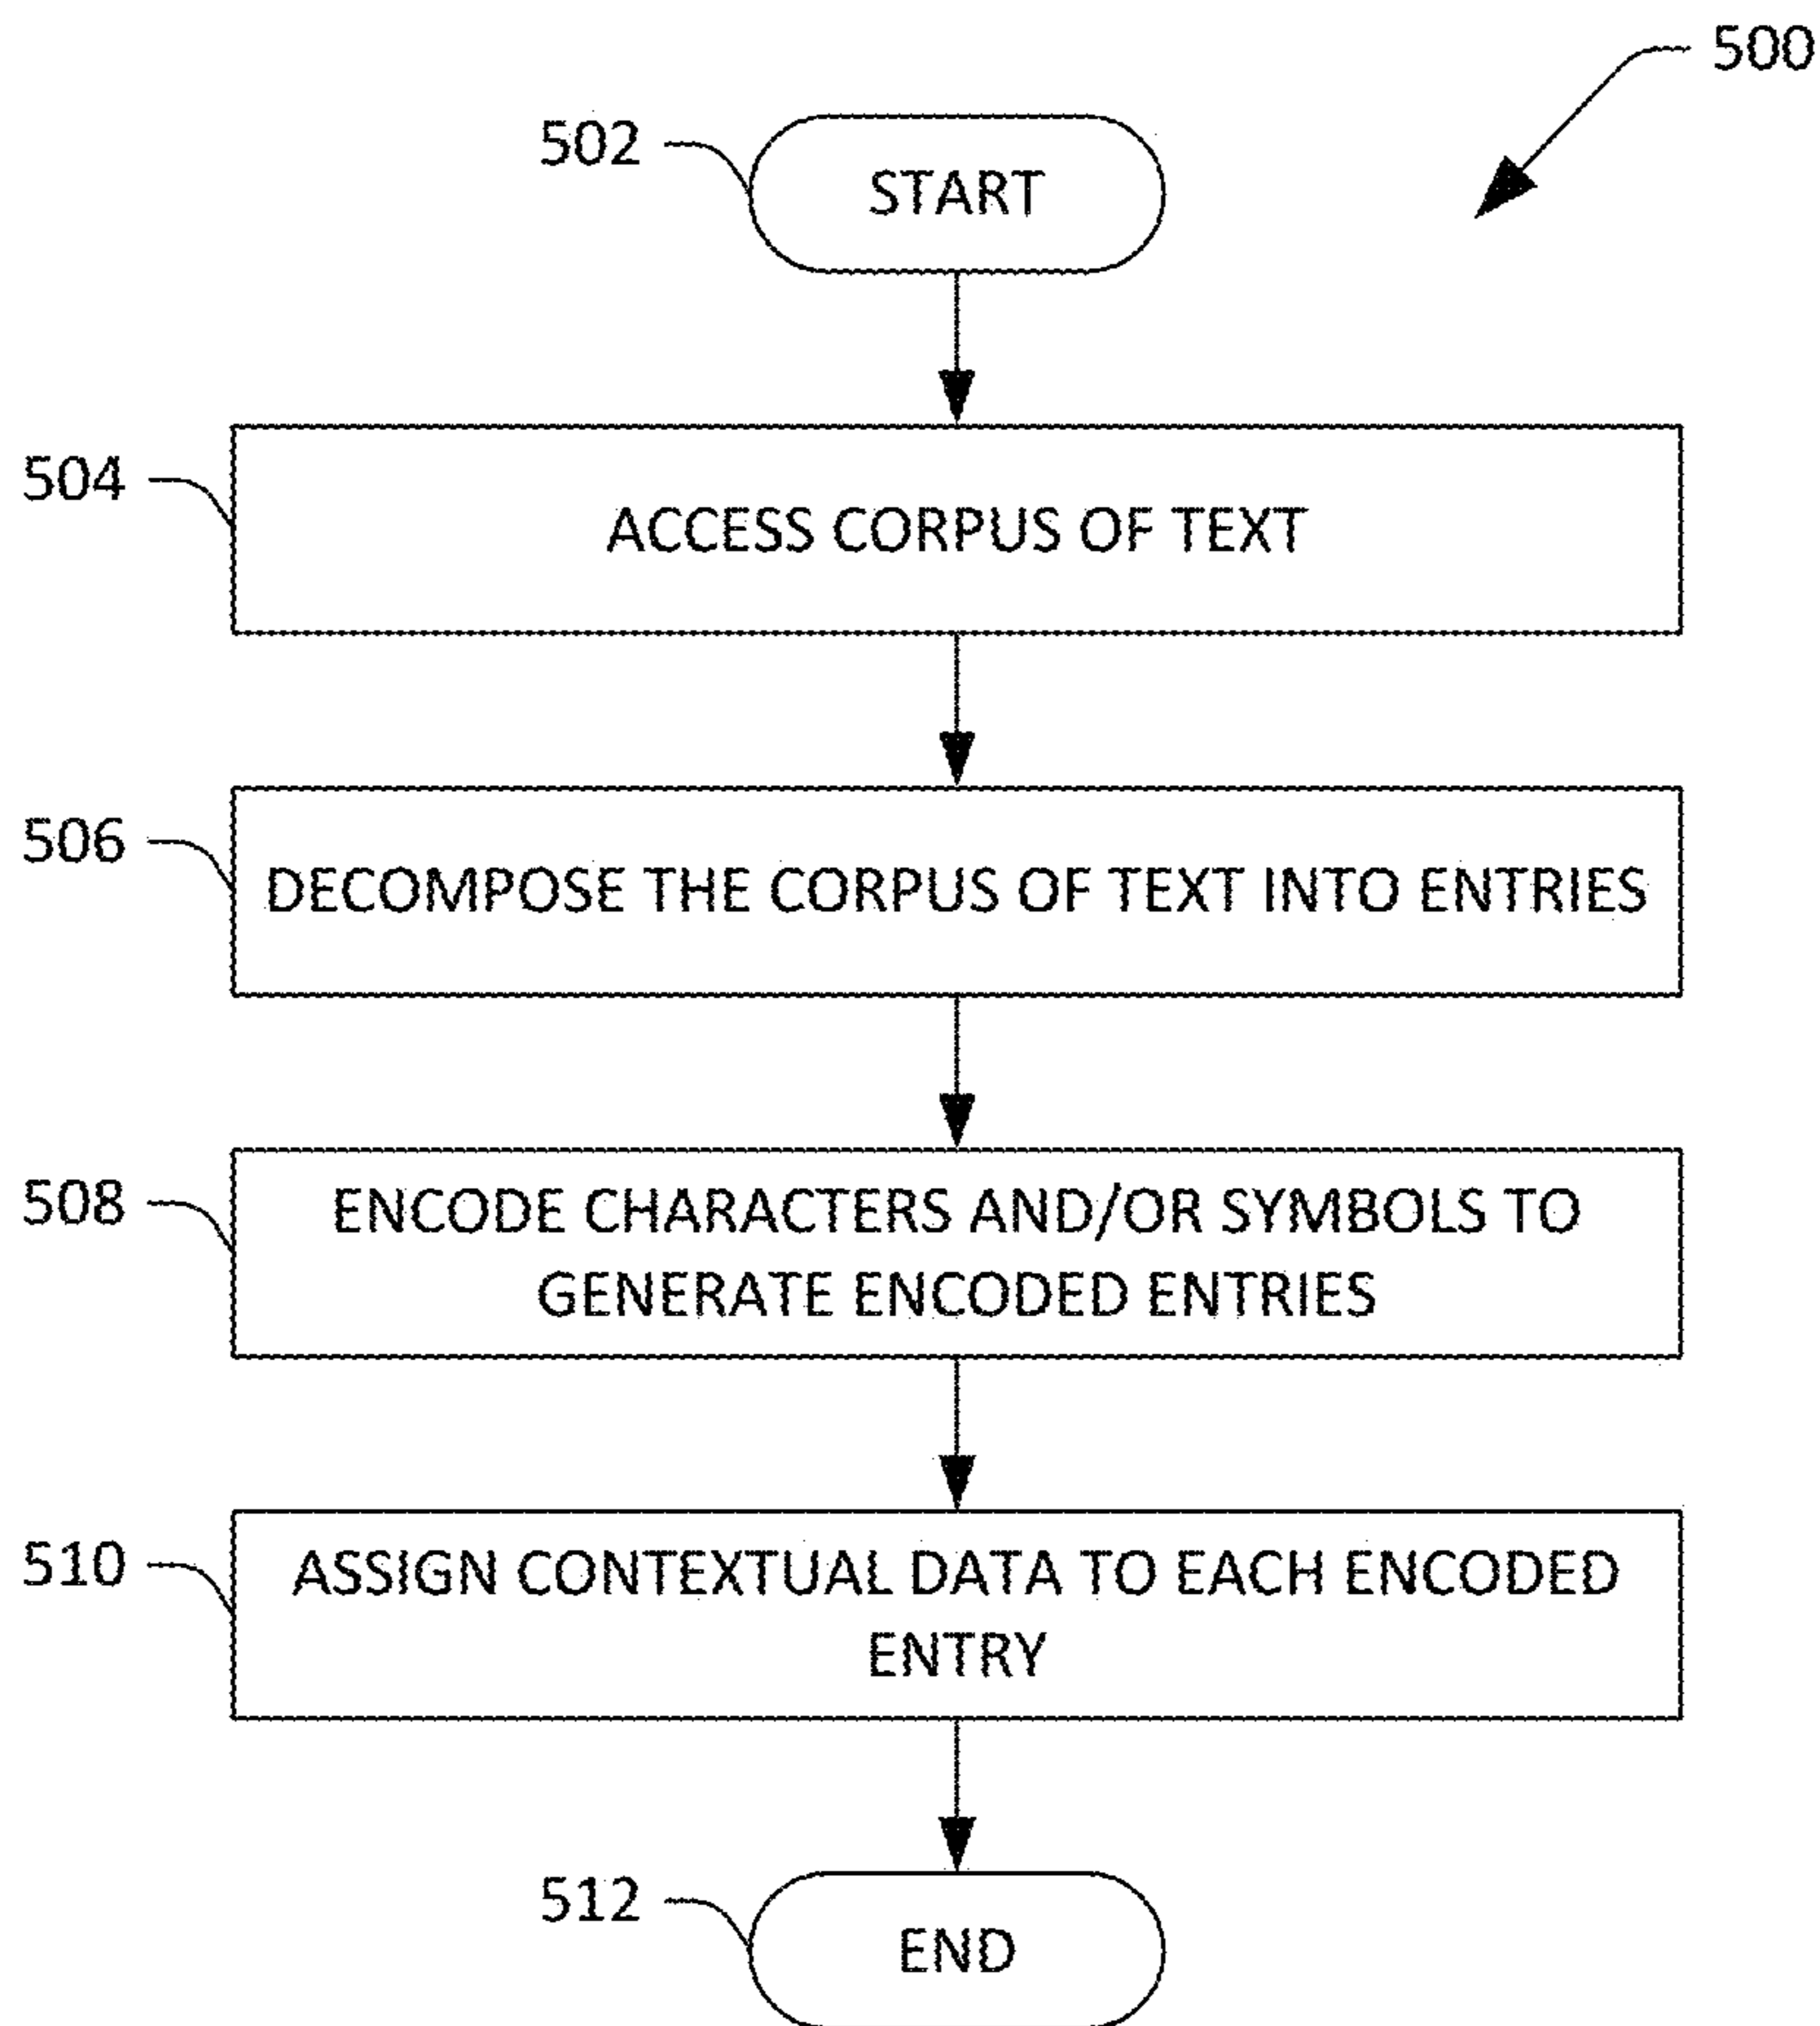 500
502
START
504
ACCESS CORPUS OF TEXT
506
DECOMPOSE THE CORPUS OF TEXT INTO ENTRIES
508
ENCODE CHARACTERS AND/OR SYMBOLS TO
GENERATE ENCODED ENTRIES
510
ASSIGN CONTEXTUAL DATA TO EACH ENCODED
ENTRY
512
END